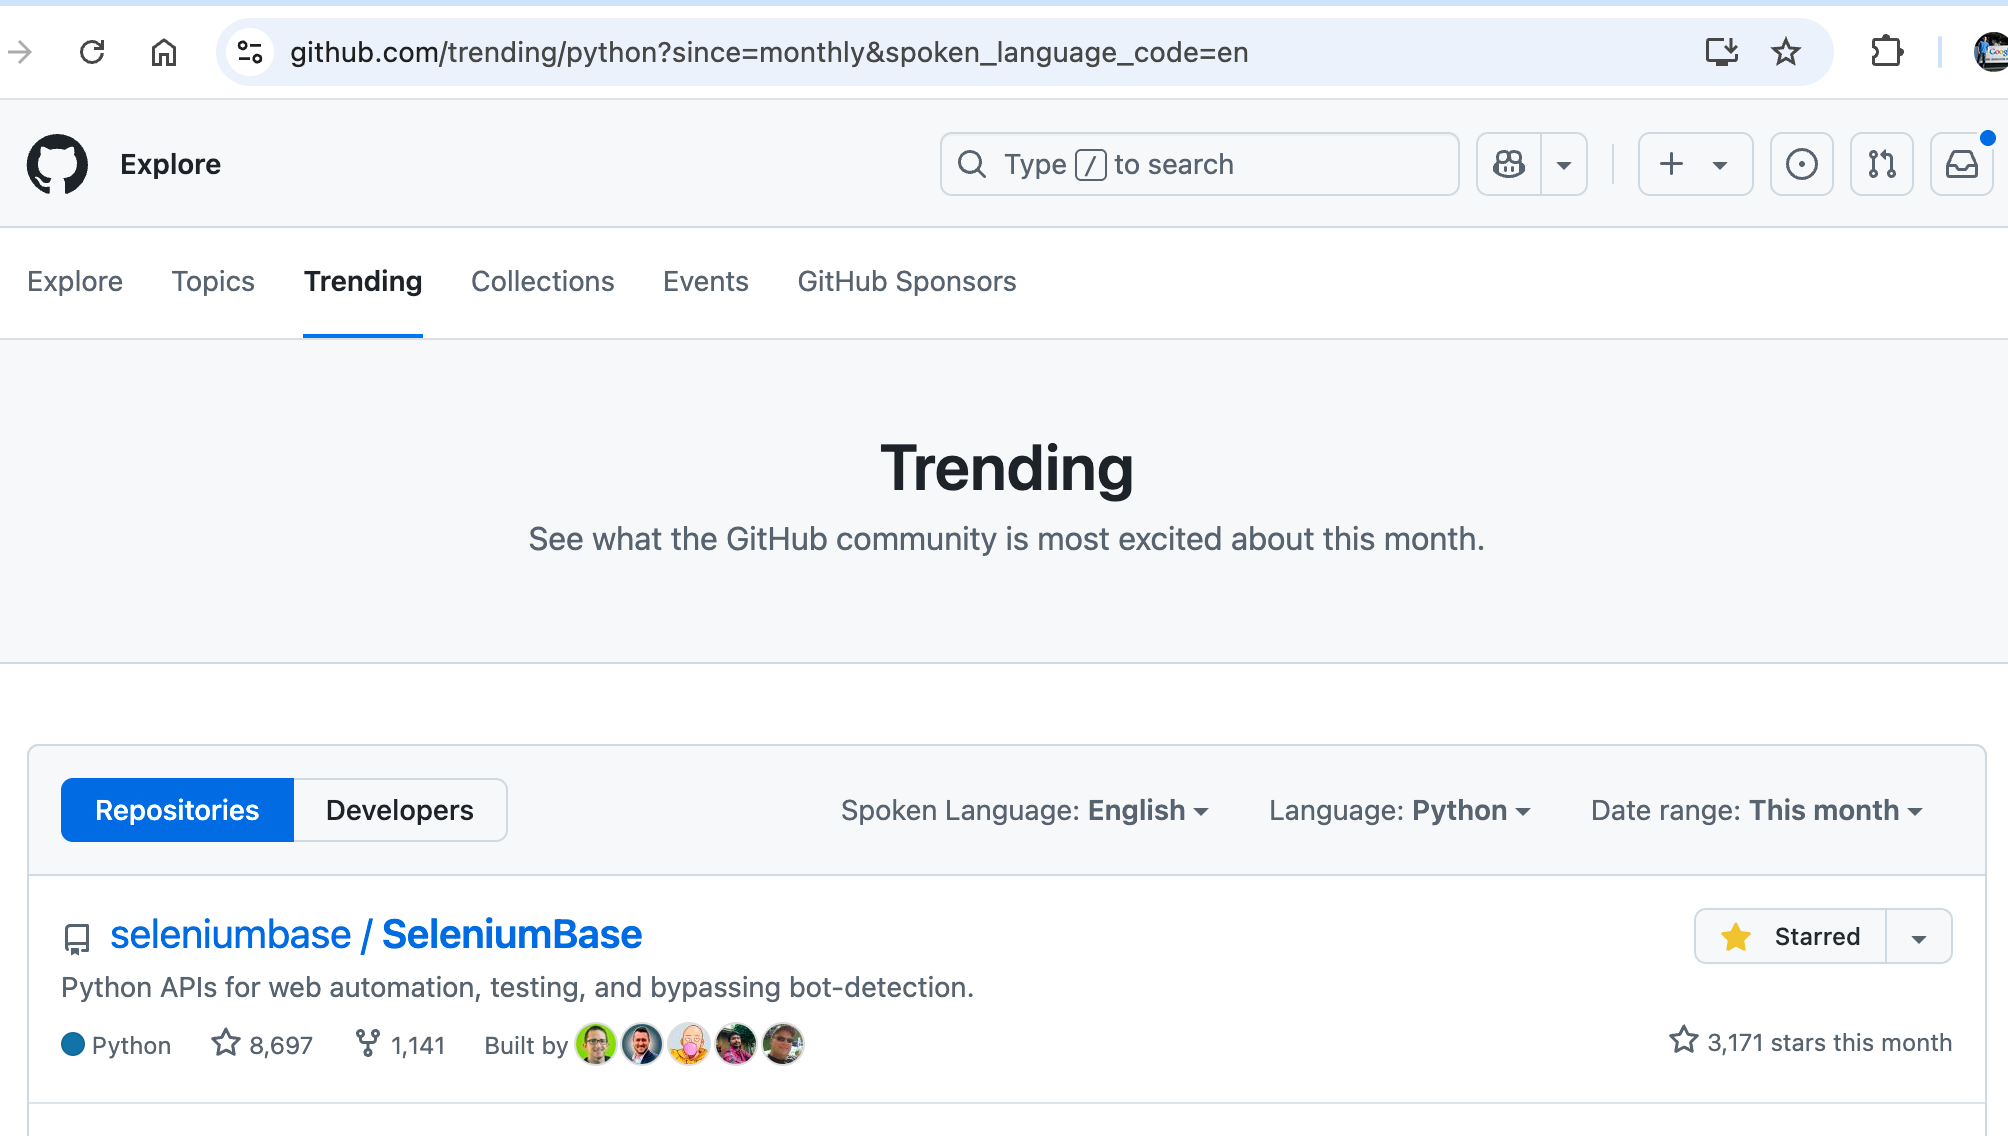 github.com/trending/python?since=monthly&spoken_language_code=en
Explore
Type / to search
Explore Topics Trending Collections Events GitHub Sponsors
Trending
See what the GitHub community is most excited about this month.
Repositories Developers Spoken Language: English Language: Python Date range: This month
seleniumbase / SeleniumBase Starred
Python APIs for web automation, testing, and bypassing bot-detection.
Python 8,697 1,141 Built by 3,171 stars this month